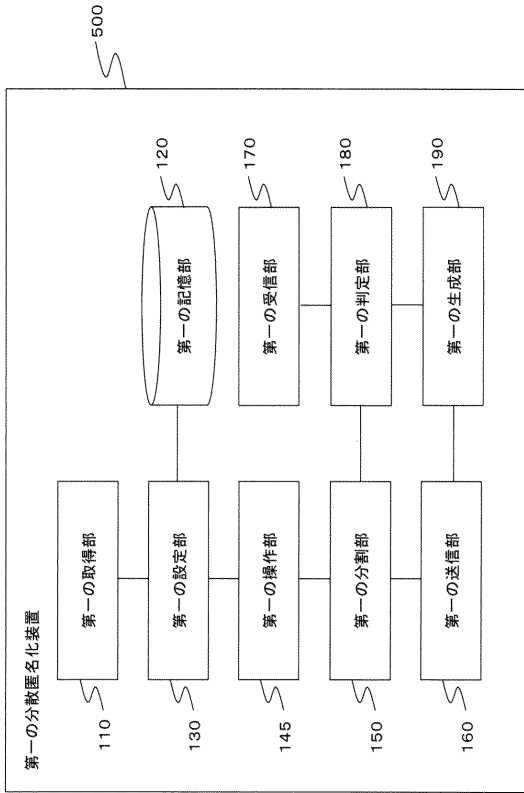 500
第一の分散匿名化装置
第一の取得部
110
第一の記憶部
120
第一の設定部
130
第一の受信部
170
第一の操作部
145
第一の判定部
180
第一の分割部
150
第一の生成部
190
第一の送信部
160